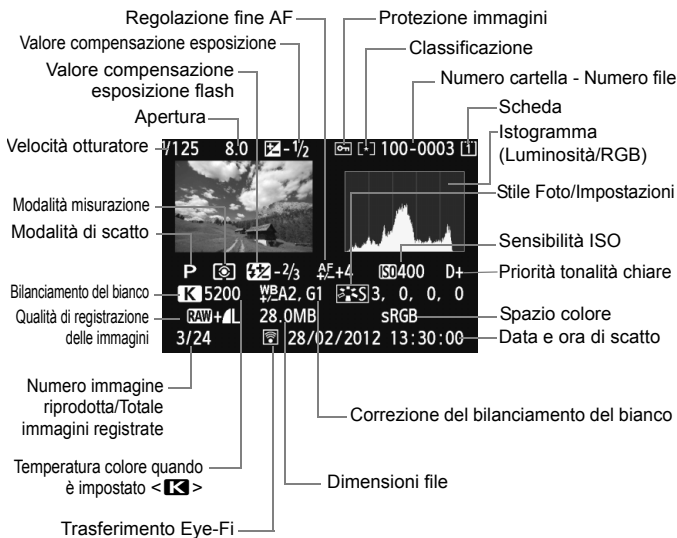 Regolazione fine AF
Protezione immagini
Valore compensazione esposizione
Classificazione
Valore compensazione
esposizione flash
Numero cartella - Numero file
Apertura
Scheda
Velocità otturatore
/125 8.0 -1/2 100-0003 1
Istogramma
(Luminosità/RGB)
Modalità misurazione
Stile Foto/Impostazioni
Modalità di scatto
Sensibilità ISO
P -2/3 AF+4 ISO400 D+
Priorità tonalità chiare
Bilanciamento del bianco
K 5200 WB A2, G1 S 3, 0, 0, 0
Qualità di registrazione
delle immagini
RAW+L 28.0MB sRGB
Spazio colore
3/24 28/02/2012 13:30:00
Data e ora di scatto
Numero immagine
riprodotta/Totale
immagini registrate
Correzione del bilanciamento del bianco
Temperatura colore quando
è impostato <K>
Dimensioni file
Trasferimento Eye-Fi